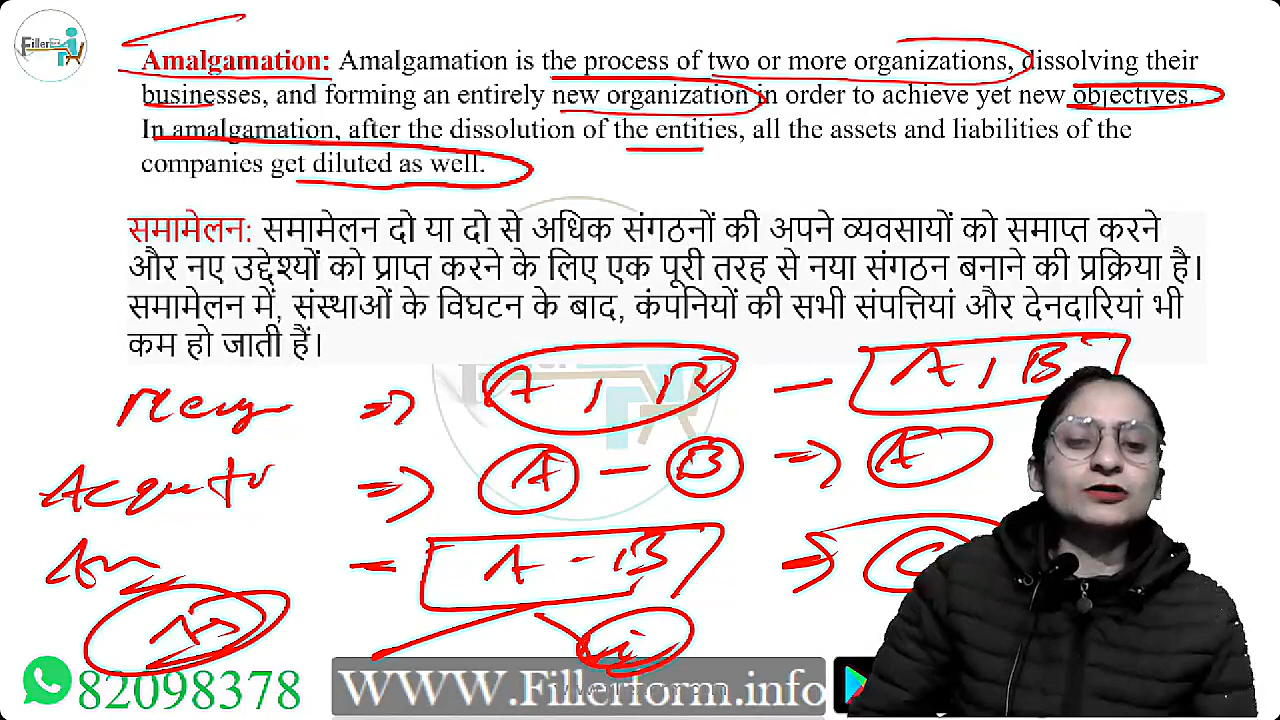 Fillerform
Amalgamation: Amalgamation is the process of two or more organizations, dissolving their
businesses, and forming an entirely new organization in order to achieve yet new objectives.
In amalgamation, after the dissolution of the entities, all the assets and liabilities of the
companies get diluted as well.
समामेलन: समामेलन दो या दो से अधिक संगठनों की अपने व्यवसायों को समाप्त करने
और नए उद्देश्यों को प्राप्त करने के लिए एक पूरी तरह से नया संगठन बनाने की प्रक्रिया है।
समामेलन में, संस्थाओं के विघटन के बाद, कंपनियों की सभी संपत्तियां और देनदारियां भी
कम हो जाती हैं।
⇒ A, B – A, B
⇒ A – B ⇒ A
– A – B ⇒ C
82098378 WWW.Fillerform.info